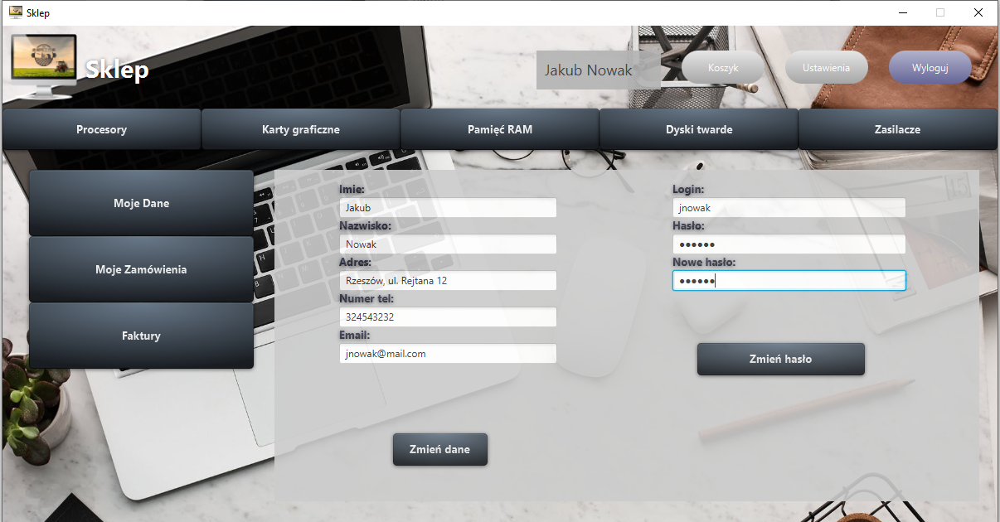 Sklep
Sklep
Jakub Nowak
Koszyk
Ustawienia
Wyloguj
Procesory
Karty graficzne
Pamięć RAM
Dyski twarde
Zasilacze
Moje Dane
Moje Zamówienia
Faktury
Imie:
Jakub
Nazwisko:
Nowak
Adres:
Rzeszów, ul. Rejtana 12
Numer tel:
324543232
Email:
jnowak@mail.com
Zmień dane
Login:
jnowak
Hasło:
●●●●●●
Nowe hasło:
●●●●●●
Zmień hasło